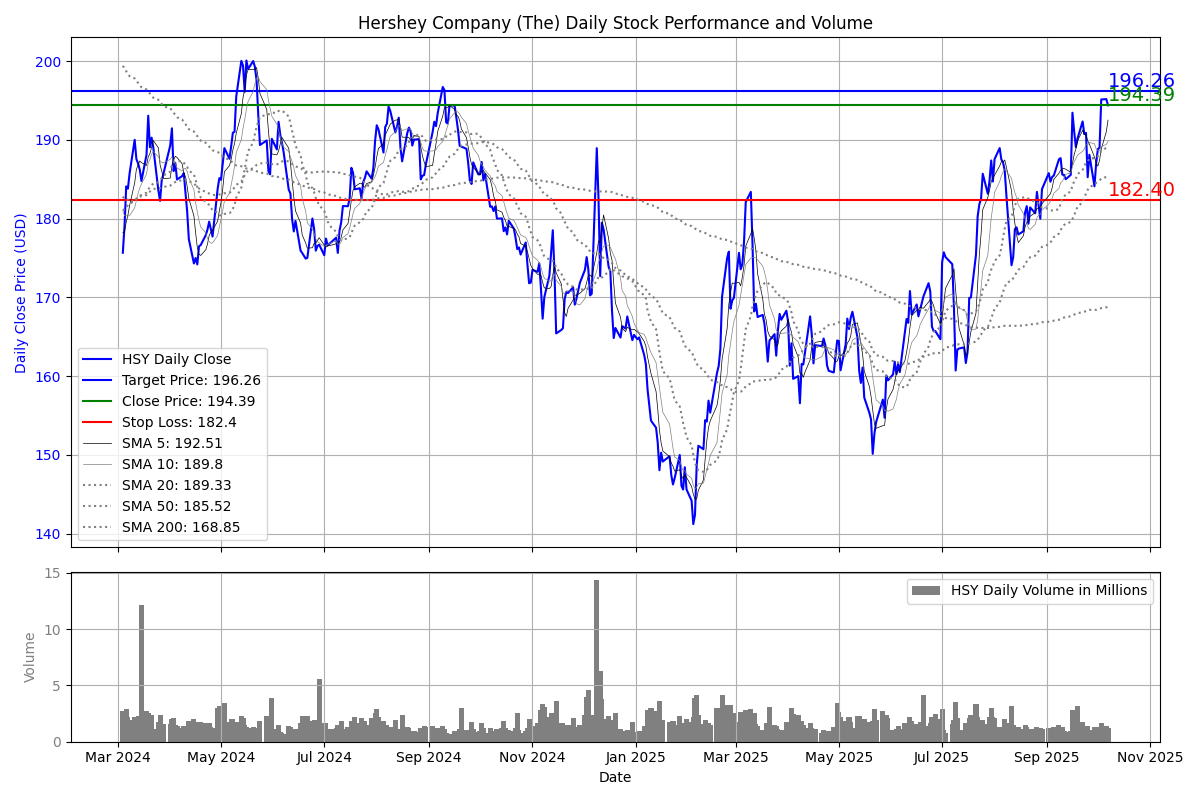 Hershey Company (The) Daily Stock Performance and Volume
Daily Close Price (USD)
200
190
180
170
160
150
140
196.26
194.39
182.40
HSY Daily Close
Target Price: 196.26
Close Price: 194.39
Stop Loss: 182.4
SMA 5: 192.51
SMA 10: 189.8
SMA 20: 189.33
SMA 50: 185.52
SMA 200: 168.85
Volume
15
10
5
0
HSY Daily Volume in Millions
Mar 2024 May 2024 Jul 2024 Sep 2024 Nov 2024 Jan 2025 Mar 2025 May 2025 Jul 2025 Sep 2025 Nov 2025
Date